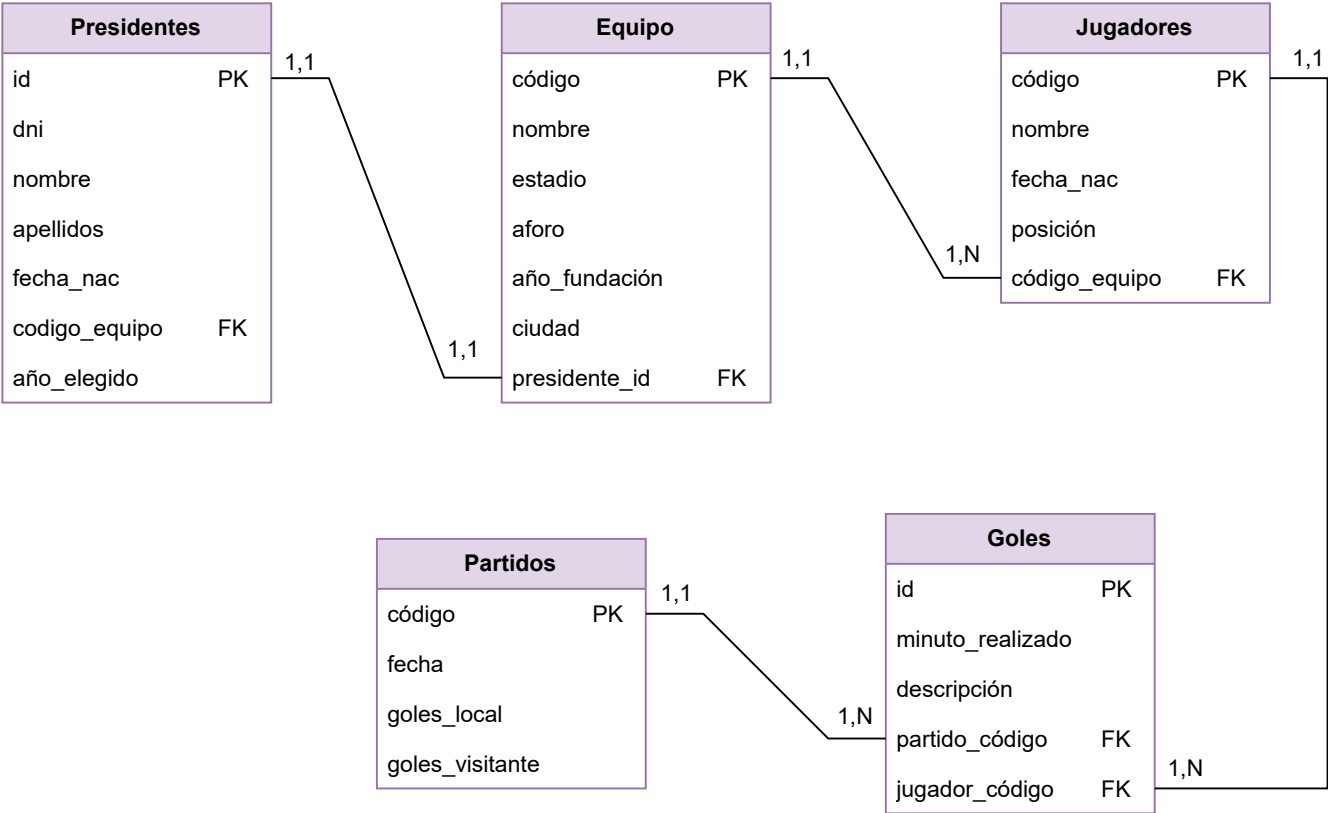 Presidentes
id PK
dni
nombre
apellidos
fecha_nac
codigo_equipo FK
año_elegido
1,1
1,1
Equipo
código PK
nombre
estadio
aforo
año_fundación
ciudad
presidente_id FK
1,1
1,N
Jugadores
código PK
nombre
fecha_nac
posición
código_equipo FK
1,1
Partidos
código PK
fecha
goles_local
goles_visitante
1,1
1,N
Goles
id PK
minuto_realizado
descripción
partido_código FK
jugador_código FK
1,N